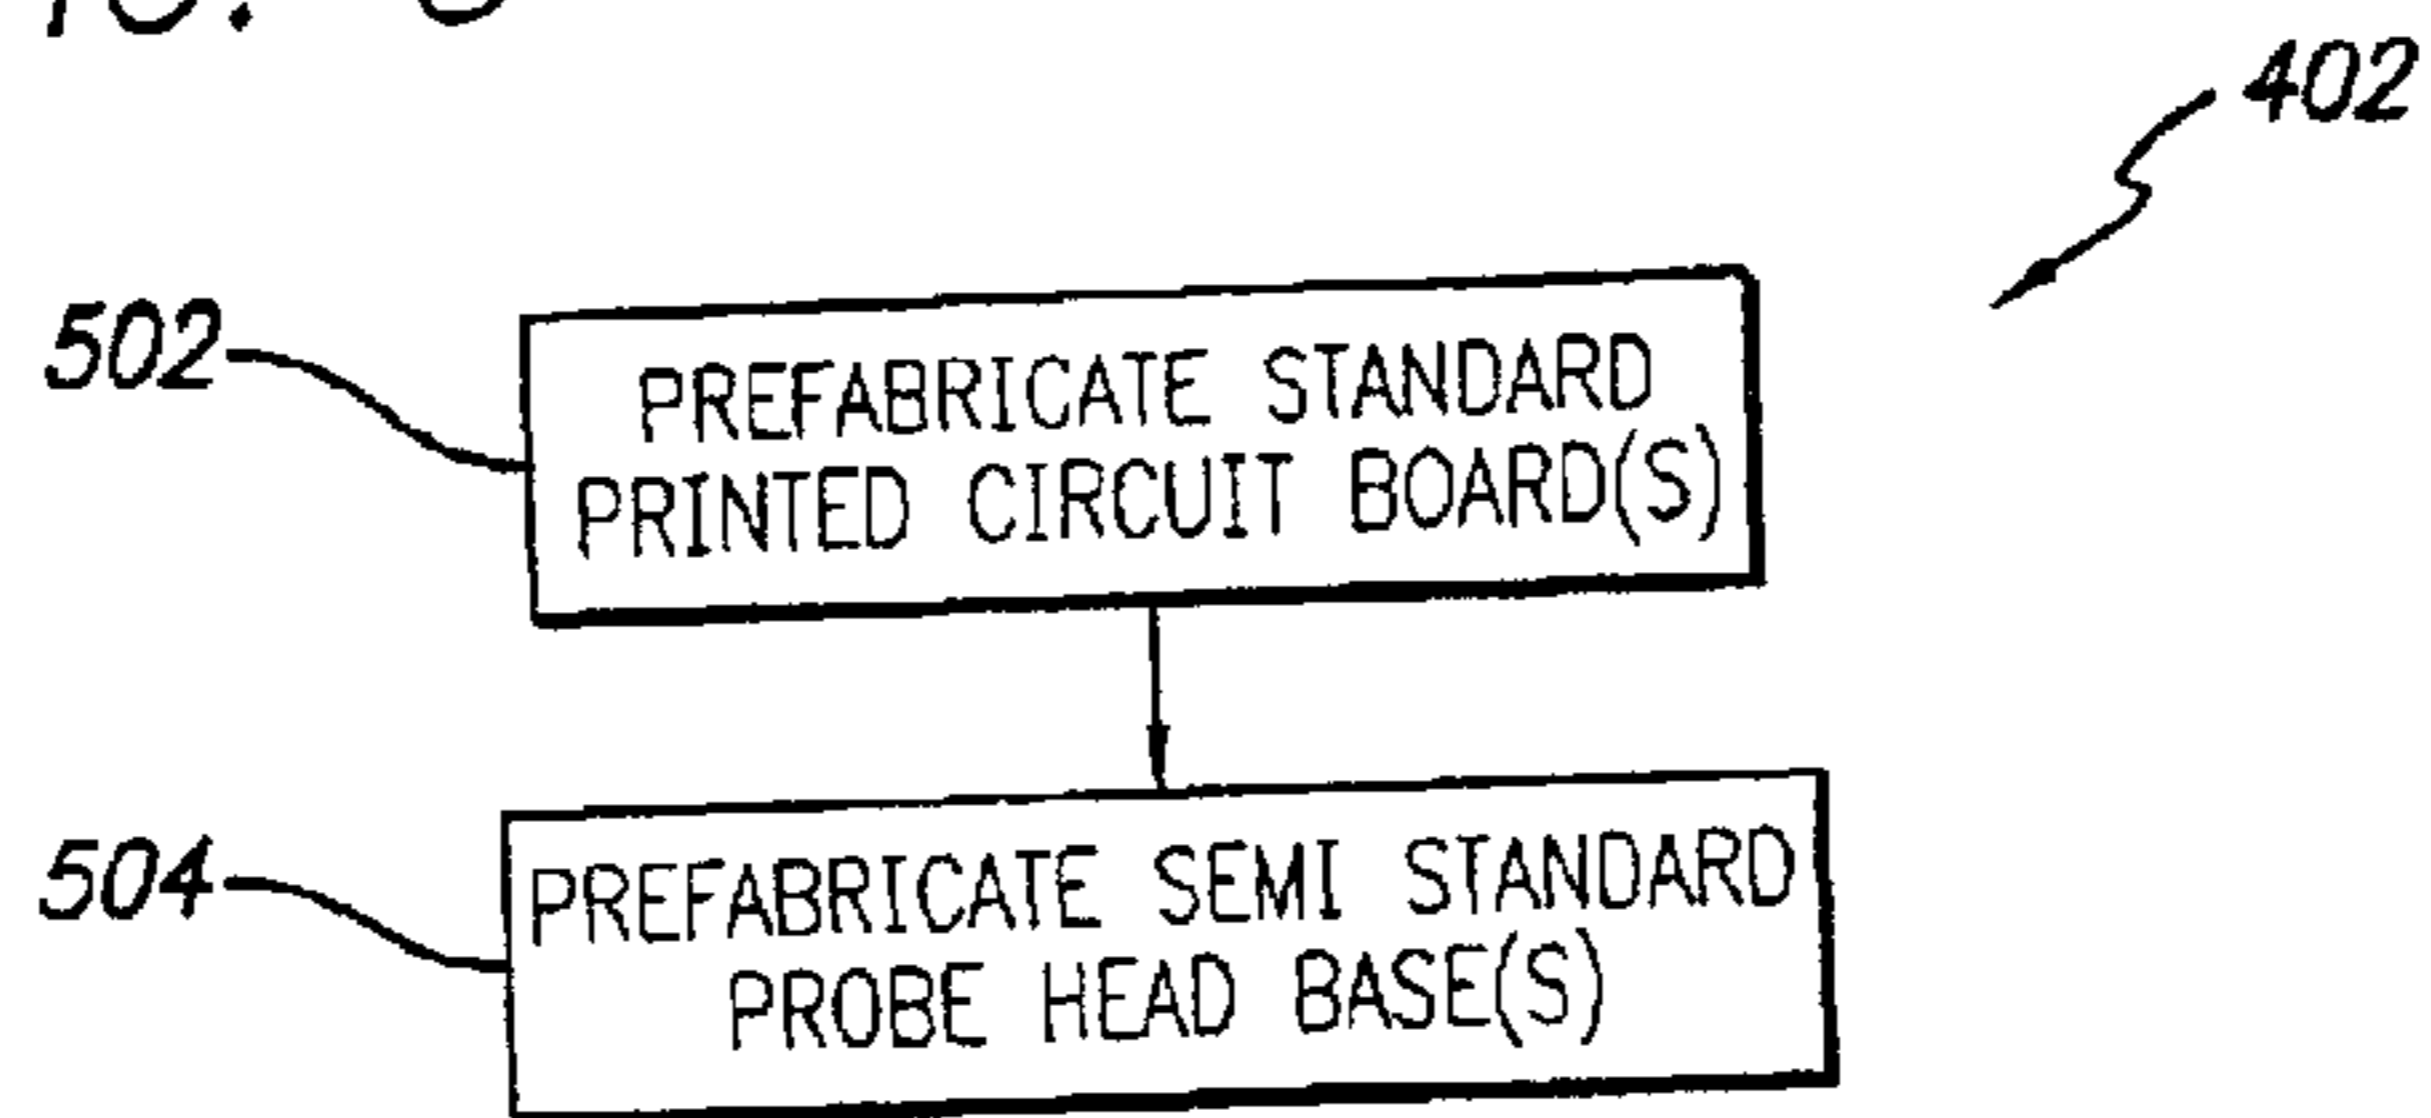 402
502
PREFABRICATE STANDARD
PRINTED CIRCUIT BOARD(S)
504
PREFABRICATE SEMI STANDARD
PROBE HEAD BASE(S)